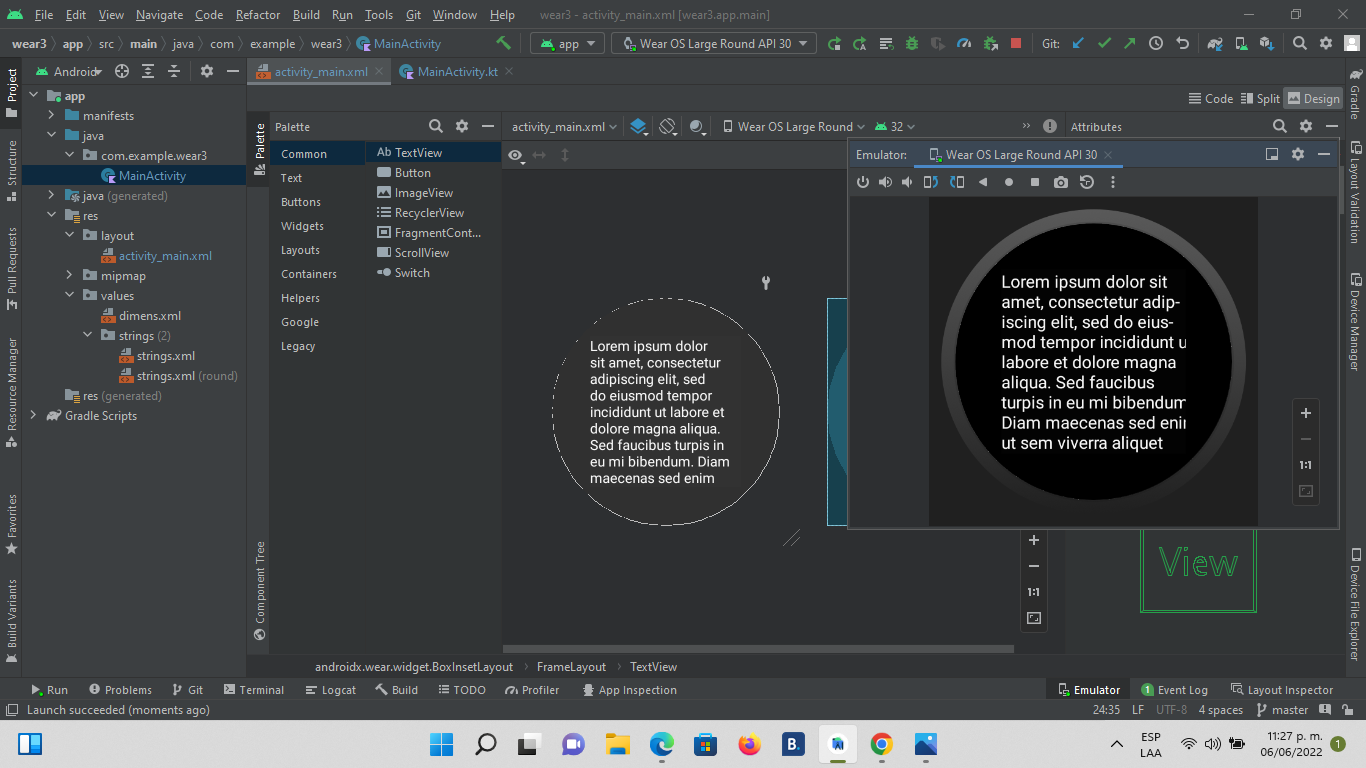 File Edit View Navigate Code Refactor Build Run Tools Git Window Help wear3 - activity_main.xml [wear3.app.main]
wear3 app src main java com example wear3 MainActivity app Wear OS Large Round API 30 Git:
Project
Android
activity_main.xml
MainActivity.kt
Code Split Design
app
manifests
java
com.example.wear3
MainActivity
java (generated)
res
layout
activity_main.xml
mipmap
values
dimens.xml
strings (2)
strings.xml
strings.xml (round)
res (generated)
Gradle Scripts
Structure
Pull Requests
Resource Manager
Favorites
Build Variants
Palette
Component Tree
Palette
Common
Text
Buttons
Widgets
Layouts
Containers
Helpers
Google
Legacy
Ab TextView
Button
ImageView
RecyclerView
FragmentCont...
ScrollView
Switch
activity_main.xml Wear OS Large Round 32 »
Attributes
Lorem ipsum dolor
sit amet, consectetur
adipiscing elit, sed
do eiusmod tempor
incididunt ut labore et
dolore magna aliqua.
Sed faucibus turpis in
eu mi bibendum. Diam
maecenas sed enim
Emulator: Wear OS Large Round API 30
Lorem ipsum dolor sit
amet, consectetur adip-
iscing elit, sed do eius-
mod tempor incididunt u
labore et dolore magna
aliqua. Sed faucibus
turpis in eu mi bibendum
Diam maecenas sed enim
ut sem viverra aliquet
1:1
1:1
View
Gradle
Layout Validation
Device Manager
Device File Explorer
androidx.wear.widget.BoxInsetLayout FrameLayout TextView
Run Problems Git Terminal Logcat Build TODO Profiler App Inspection Emulator 1 Event Log Layout Inspector
Launch succeeded (moments ago) 24:35 LF UTF-8 4 spaces master
B.
ESP
LAA
11:27 p. m.
06/06/2022
1